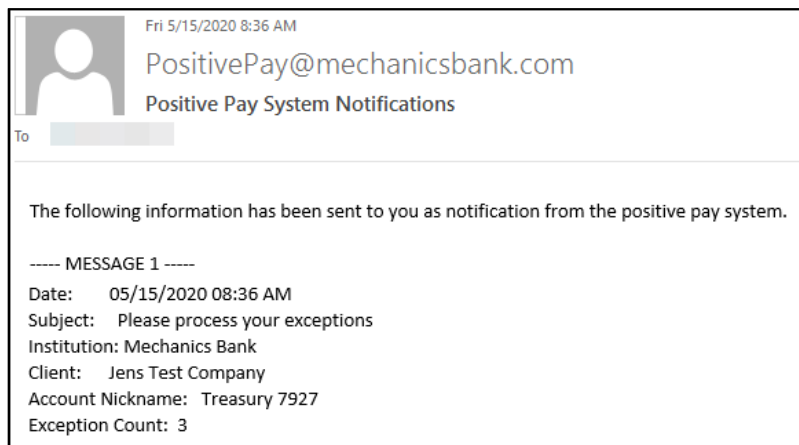 Fri 5/15/2020 8:36 AM
PositivePay@mechanicsbank.com
Positive Pay System Notifications
To
The following information has been sent to you as notification from the positive pay system.
----- MESSAGE 1 -----
Date: 05/15/2020 08:36 AM
Subject: Please process your exceptions
Institution: Mechanics Bank
Client: Jens Test Company
Account Nickname: Treasury 7927
Exception Count: 3